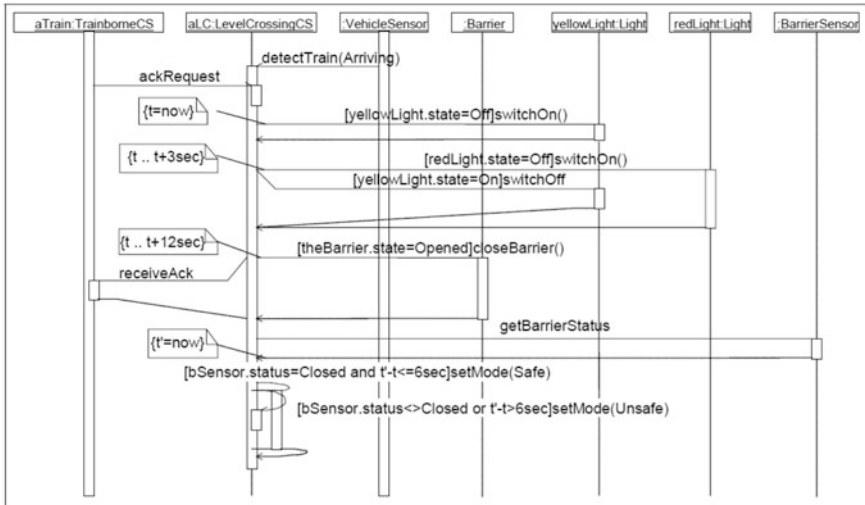 aTrain:TrainborneCS
aLC:LevelCrossingCS
:VehicleSensor
:Barrier
yellowLight:Light
redLight:Light
:BarrierSensor
detectTrain(Arriving)
ackRequest
{t=now}
[yellowLight.state=Off]switchOn()
{t .. t+3sec}
[redLight.state=Off]switchOn()
[yellowLight.state=On]switchOff
{t .. t+12sec}
[theBarrier.state=Opened]closeBarrier()
receiveAck
getBarrierStatus
{t'=now}
[bSensor.status=Closed and t'-t<=6sec]setMode(Safe)
[bSensor.status<>Closed or t'-t>6sec]setMode(Unsafe)